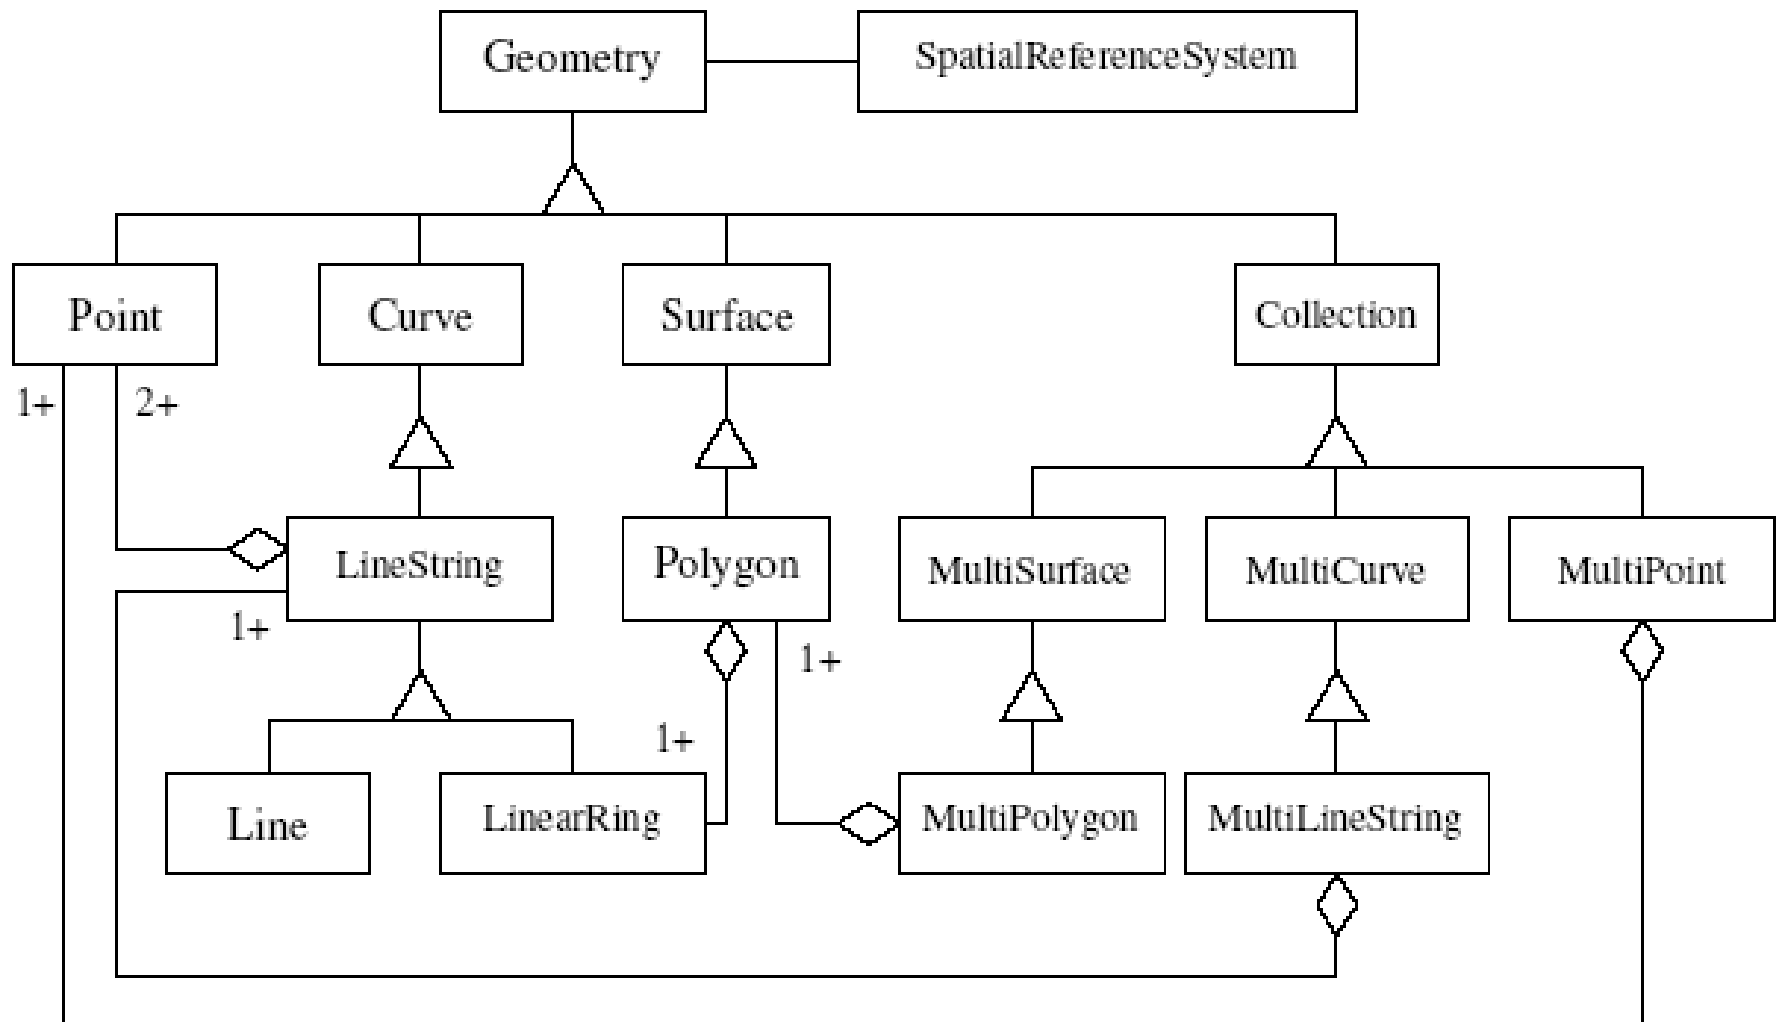 Geometry
SpatialReferenceSystem
Point
Curve
Surface
Collection
1+
2+
LineString
Polygon
MultiSurface
MultiCurve
MultiPoint
1+
1+
1+
Line
LinearRing
MultiPolygon
MultiLineString